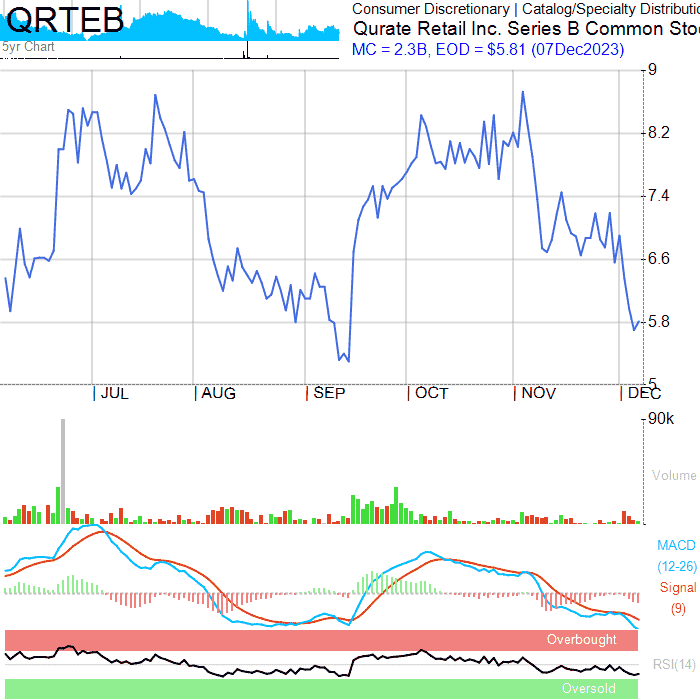 QRTEB
5yr Chart
Consumer Discretionary | Catalog/Specialty
Qurate Retail Inc. Series B Common
MC = 2.3B, EOD = $5.81 (07Dec2023)
9
8.2
7.4
6.6
5.8
5
JUL AUG SEP OCT NOV DEC
90k
Volume
MACD
(12-26)
Signal
(9)
Overbought
RSI(14)
Oversold